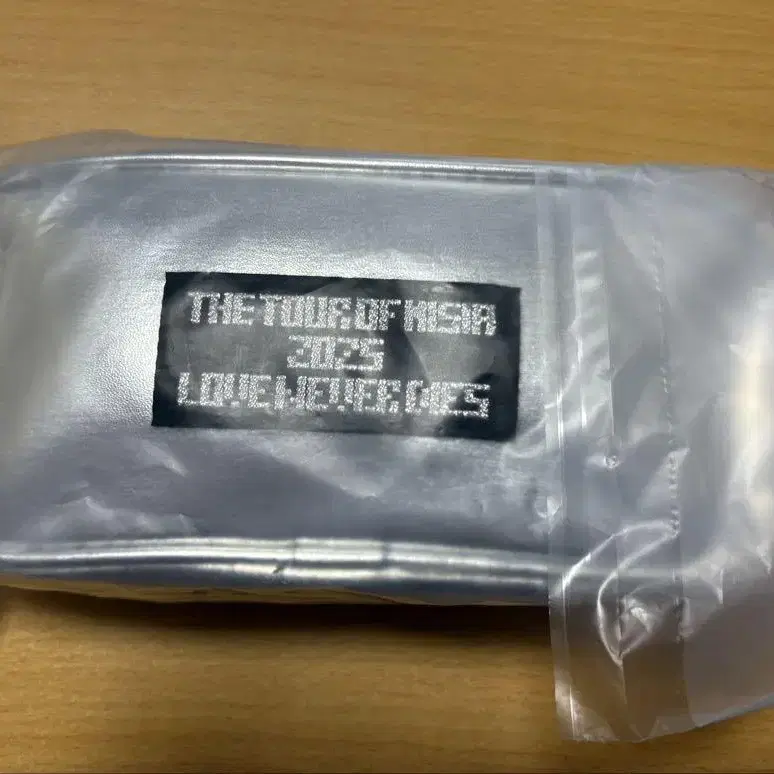 THE TOUR OF MISIA
2025
LOVE NEVER DIES